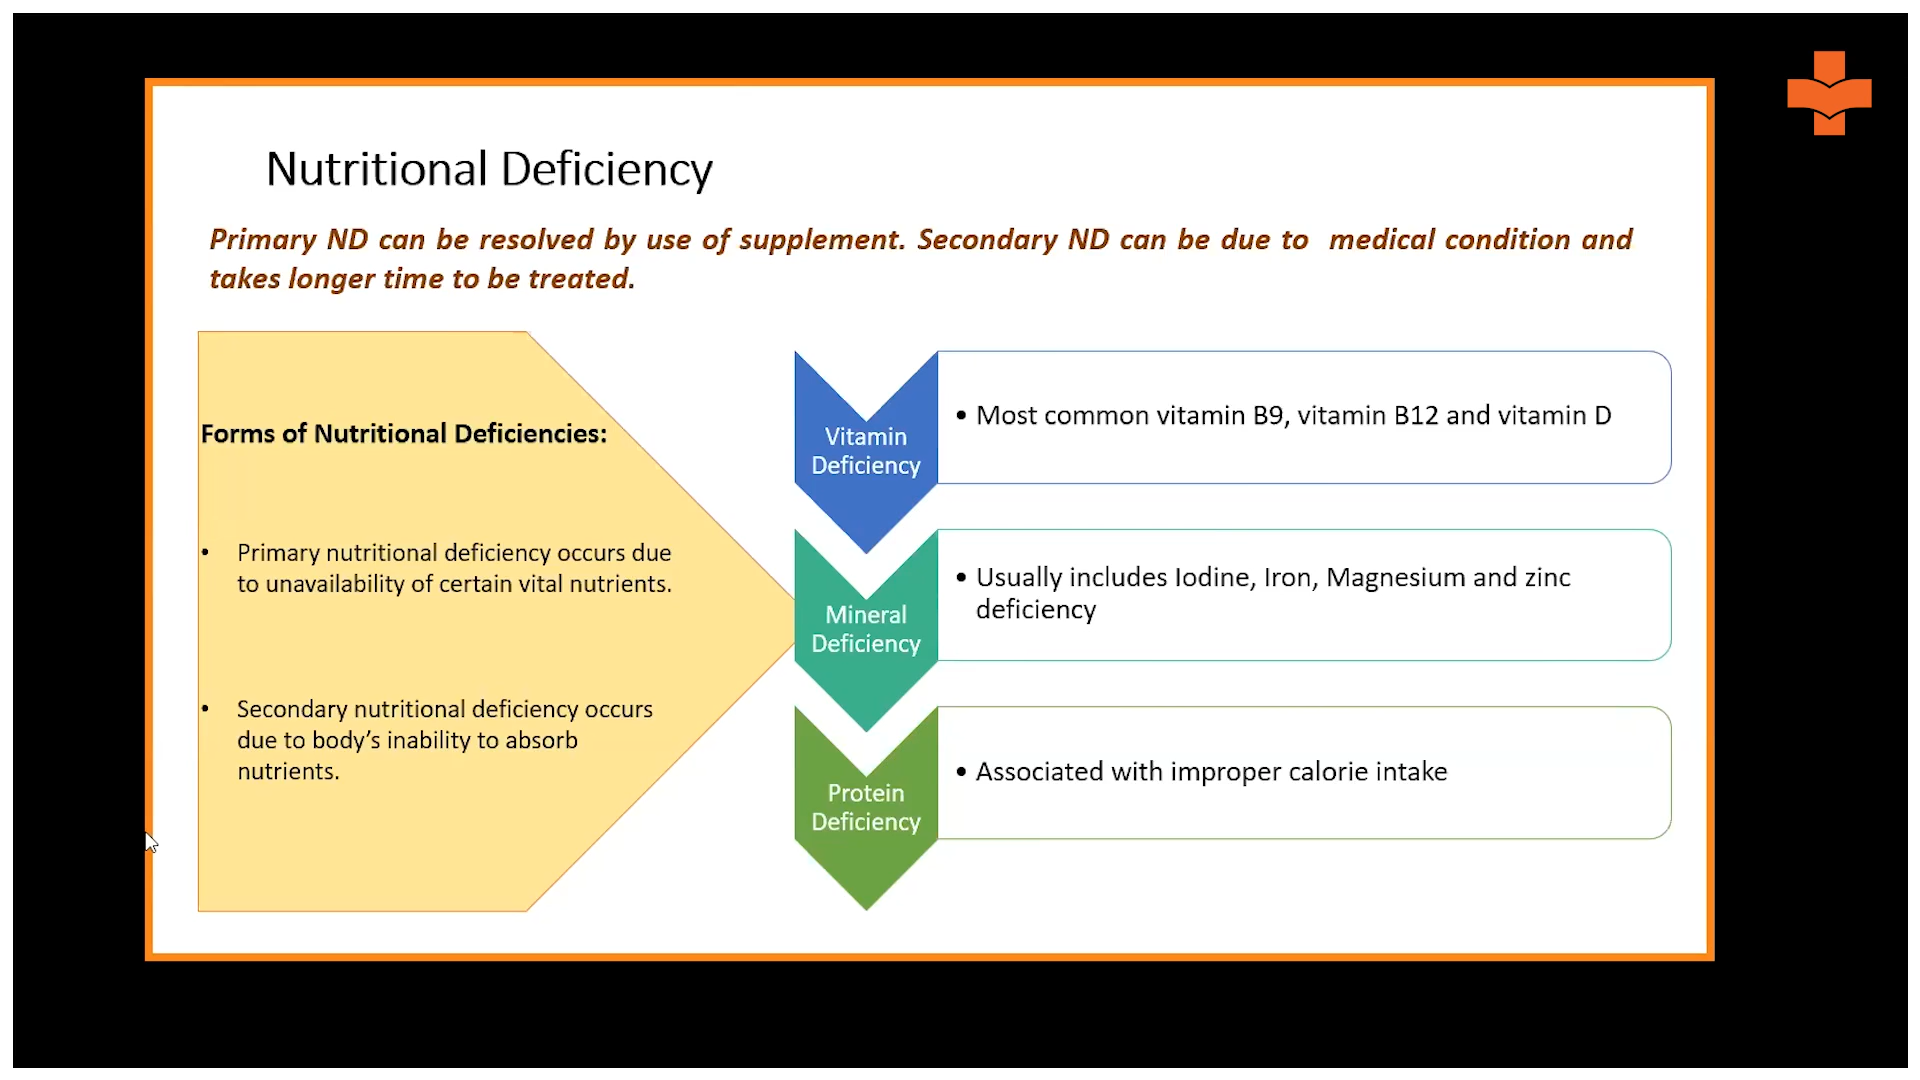 Nutritional Deficiency
Primary ND can be resolved by use of supplement. Secondary ND can be due to medical condition and
takes longer time to be treated.
Forms of Nutritional Deficiencies:
• Primary nutritional deficiency occurs due
to unavailability of certain vital nutrients.
• Secondary nutritional deficiency occurs
due to body’s inability to absorb
nutrients.
Vitamin
Deficiency
• Most common vitamin B9, vitamin B12 and vitamin D
Mineral
Deficiency
• Usually includes Iodine, Iron, Magnesium and zinc
deficiency
Protein
Deficiency
• Associated with improper calorie intake